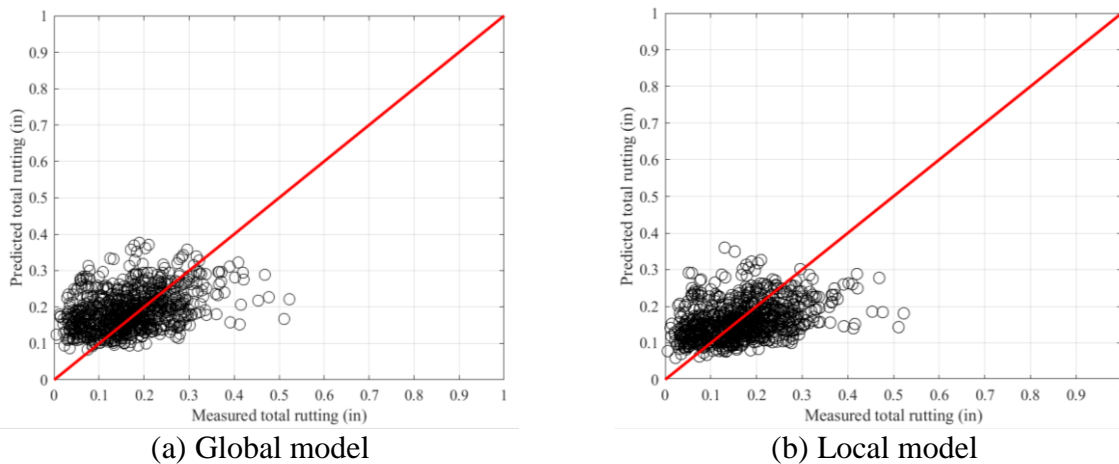 1
0.9
0.8
0.7
0.6
0.5
0.4
0.3
0.2
0.1
0
Predicted total rutting (in)
0 0.1 0.2 0.3 0.4 0.5 0.6 0.7 0.8 0.9 1
Measured total rutting (in)
(a) Global model
1
0.9
0.8
0.7
0.6
0.5
0.4
0.3
0.2
0.1
0
Predicted total rutting (in)
0 0.1 0.2 0.3 0.4 0.5 0.6 0.7 0.8 0.9
Measured total rutting (in)
(b) Local model